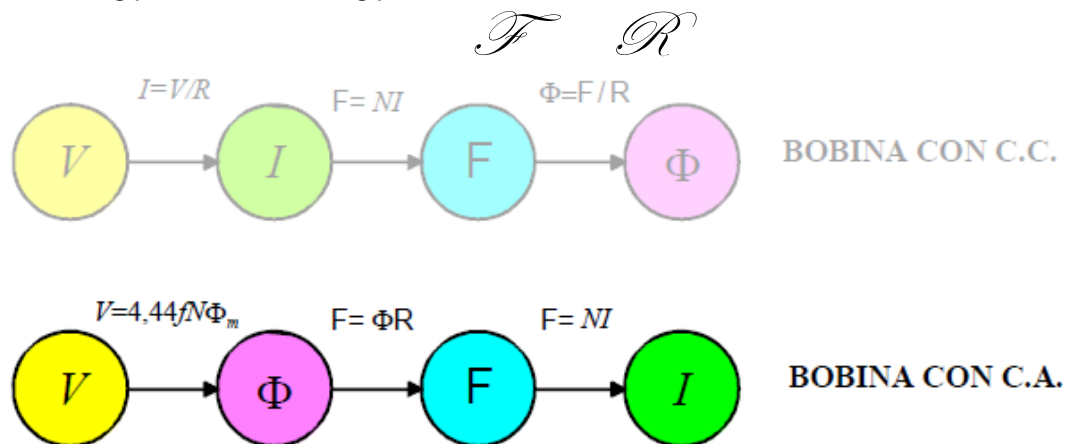 ℱ ℛ
I=V/R F= NI Φ=F/R
V I F Φ BOBINA CON C.C.
V=4,44fNΦm F= ΦR F= NI
V Φ F I BOBINA CON C.A.